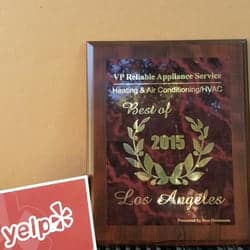 VP Reliable Appliance Service
Heating & Air Conditioning/HVAC
Best of
2015
Los Angeles
yelp